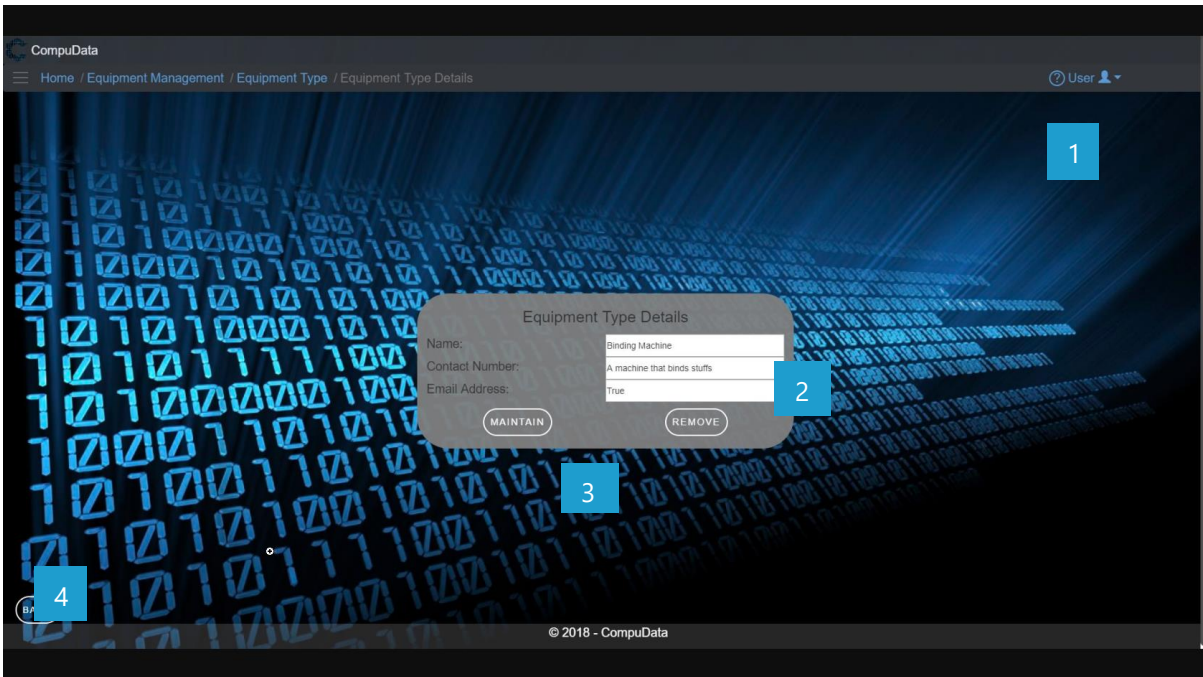 CompuData
Home / Equipment Management / Equipment Type / Equipment Type Details
User
1
Equipment Type Details
Name: Binding Machine
Contact Number: A machine that binds stuffs
Email Address: True
2
MAINTAIN REMOVE
3
4
© 2018 - CompuData